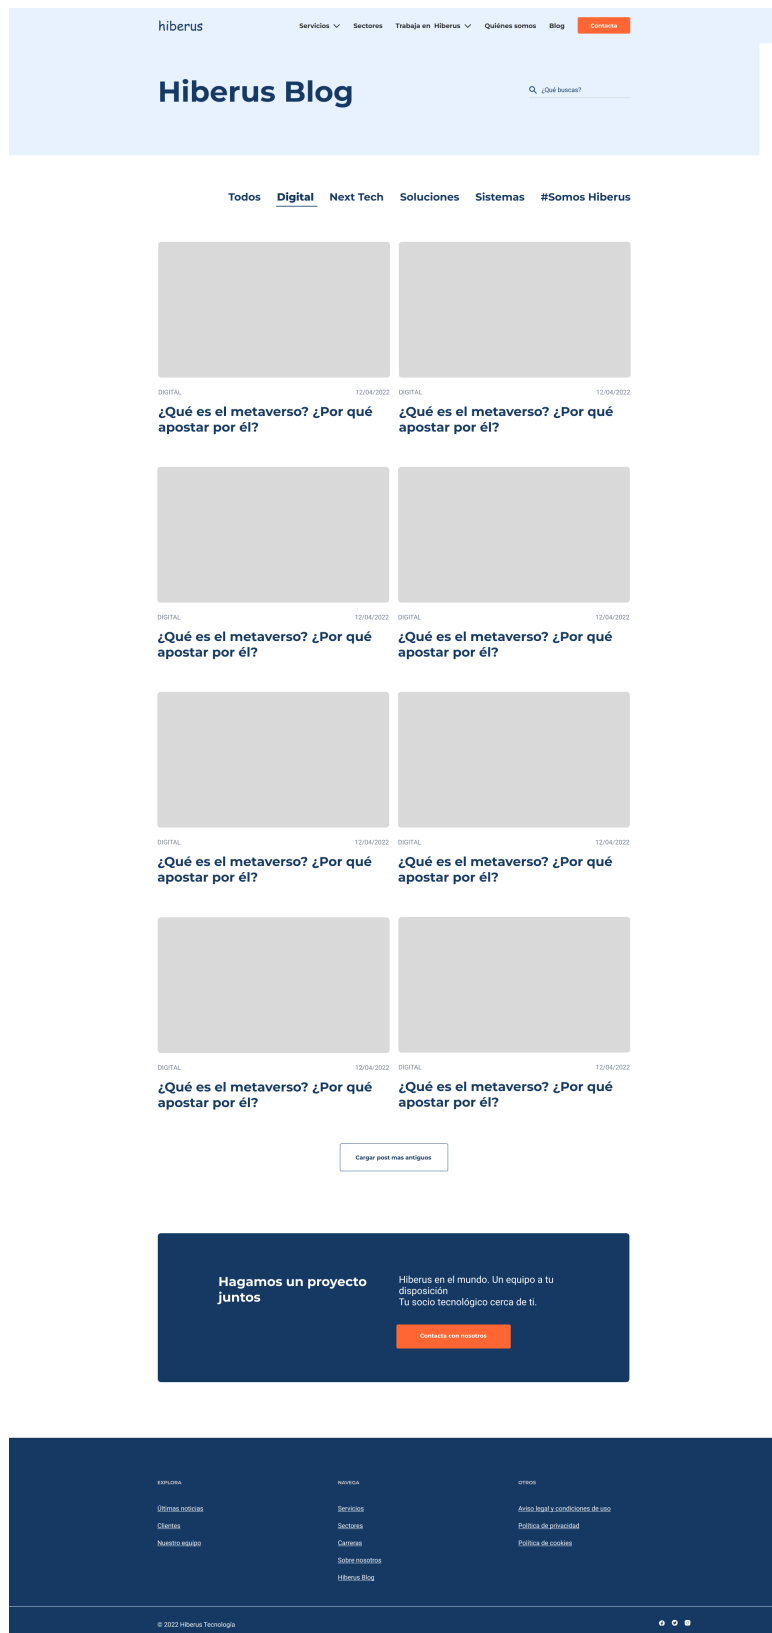 hiberus
Servicios Sectores Trabaja en Hiberus Quiénes somos Blog Contacta
Hiberus Blog
¿Qué buscas?
Todos Digital Next Tech Soluciones Sistemas #Somos Hiberus
DIGITAL 12/04/2022
¿Qué es el metaverso? ¿Por qué
apostar por él?
DIGITAL 12/04/2022
¿Qué es el metaverso? ¿Por qué
apostar por él?
DIGITAL 12/04/2022
¿Qué es el metaverso? ¿Por qué
apostar por él?
DIGITAL 12/04/2022
¿Qué es el metaverso? ¿Por qué
apostar por él?
DIGITAL 12/04/2022
¿Qué es el metaverso? ¿Por qué
apostar por él?
DIGITAL 12/04/2022
¿Qué es el metaverso? ¿Por qué
apostar por él?
DIGITAL 12/04/2022
¿Qué es el metaverso? ¿Por qué
apostar por él?
DIGITAL 12/04/2022
¿Qué es el metaverso? ¿Por qué
apostar por él?
Cargar post mas antiguos
Hagamos un proyecto
juntos
Hiberus en el mundo. Un equipo a tu
disposición
Tu socio tecnológico cerca de ti.
Contacta con nosotros
EXPLORA
Últimas noticias
Clientes
Nuestro equipo
NAVEGA
Servicios
Sectores
Carreras
Sobre nosotros
Hiberus Blog
OTROS
Aviso legal y condiciones de uso
Política de privacidad
Política de cookies
© 2022 Hiberus Tecnología